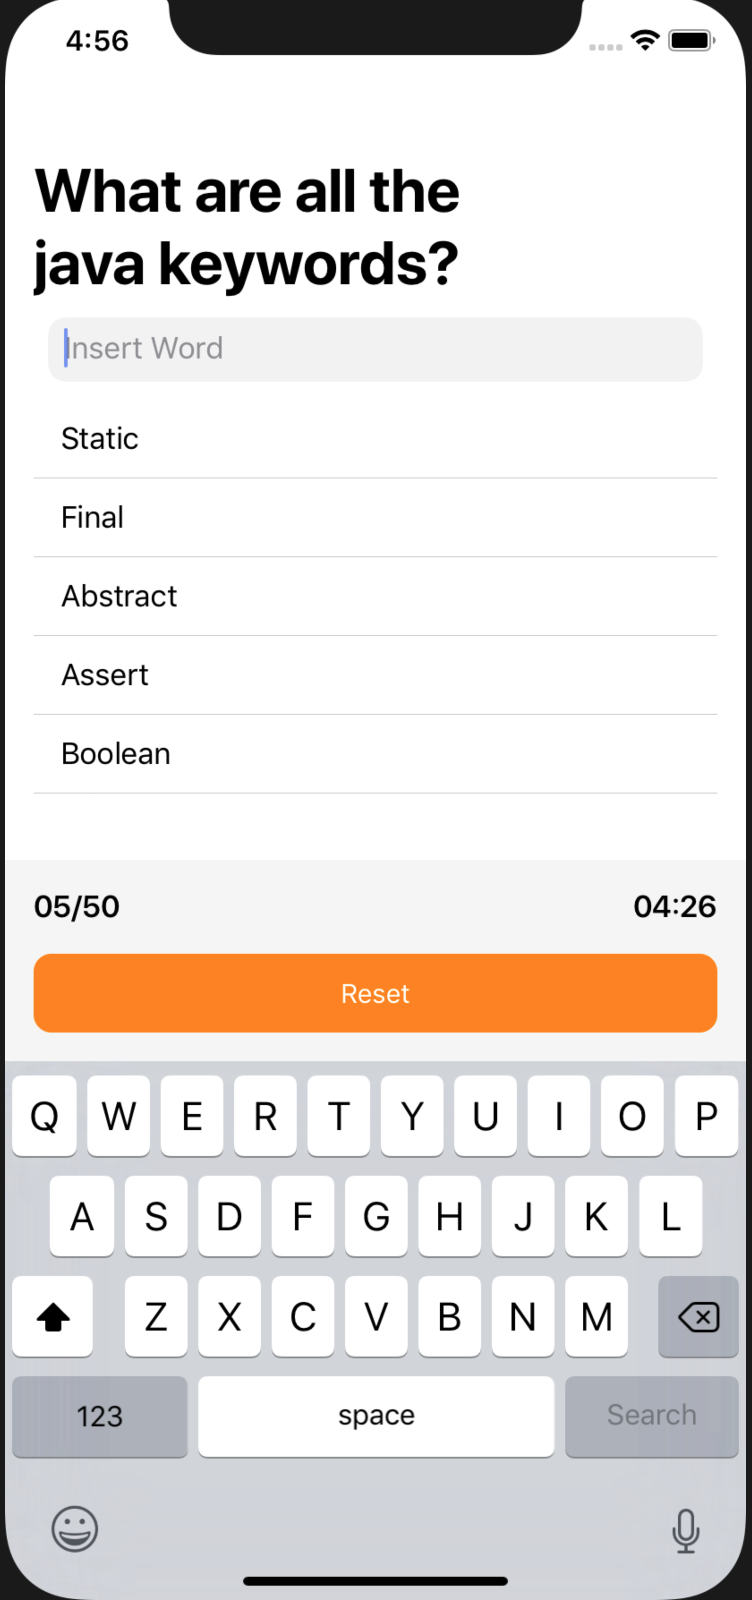 4:56
What are all the
java keywords?
Insert Word
Static
Final
Abstract
Assert
Boolean
05/50 04:26
Reset
Q W E R T Y U I O P
A S D F G H J K L
Z X C V B N M
123 space Search